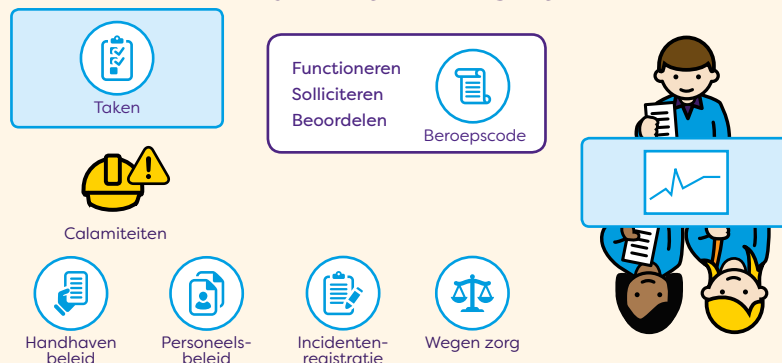 Taken
Functioneren
Solliciteren
Beoordelen
Beroepscode
Calamiteiten
Handhaven
beleid
Personeels-
beleid
Incidenten-
registratie
Wegen zorg